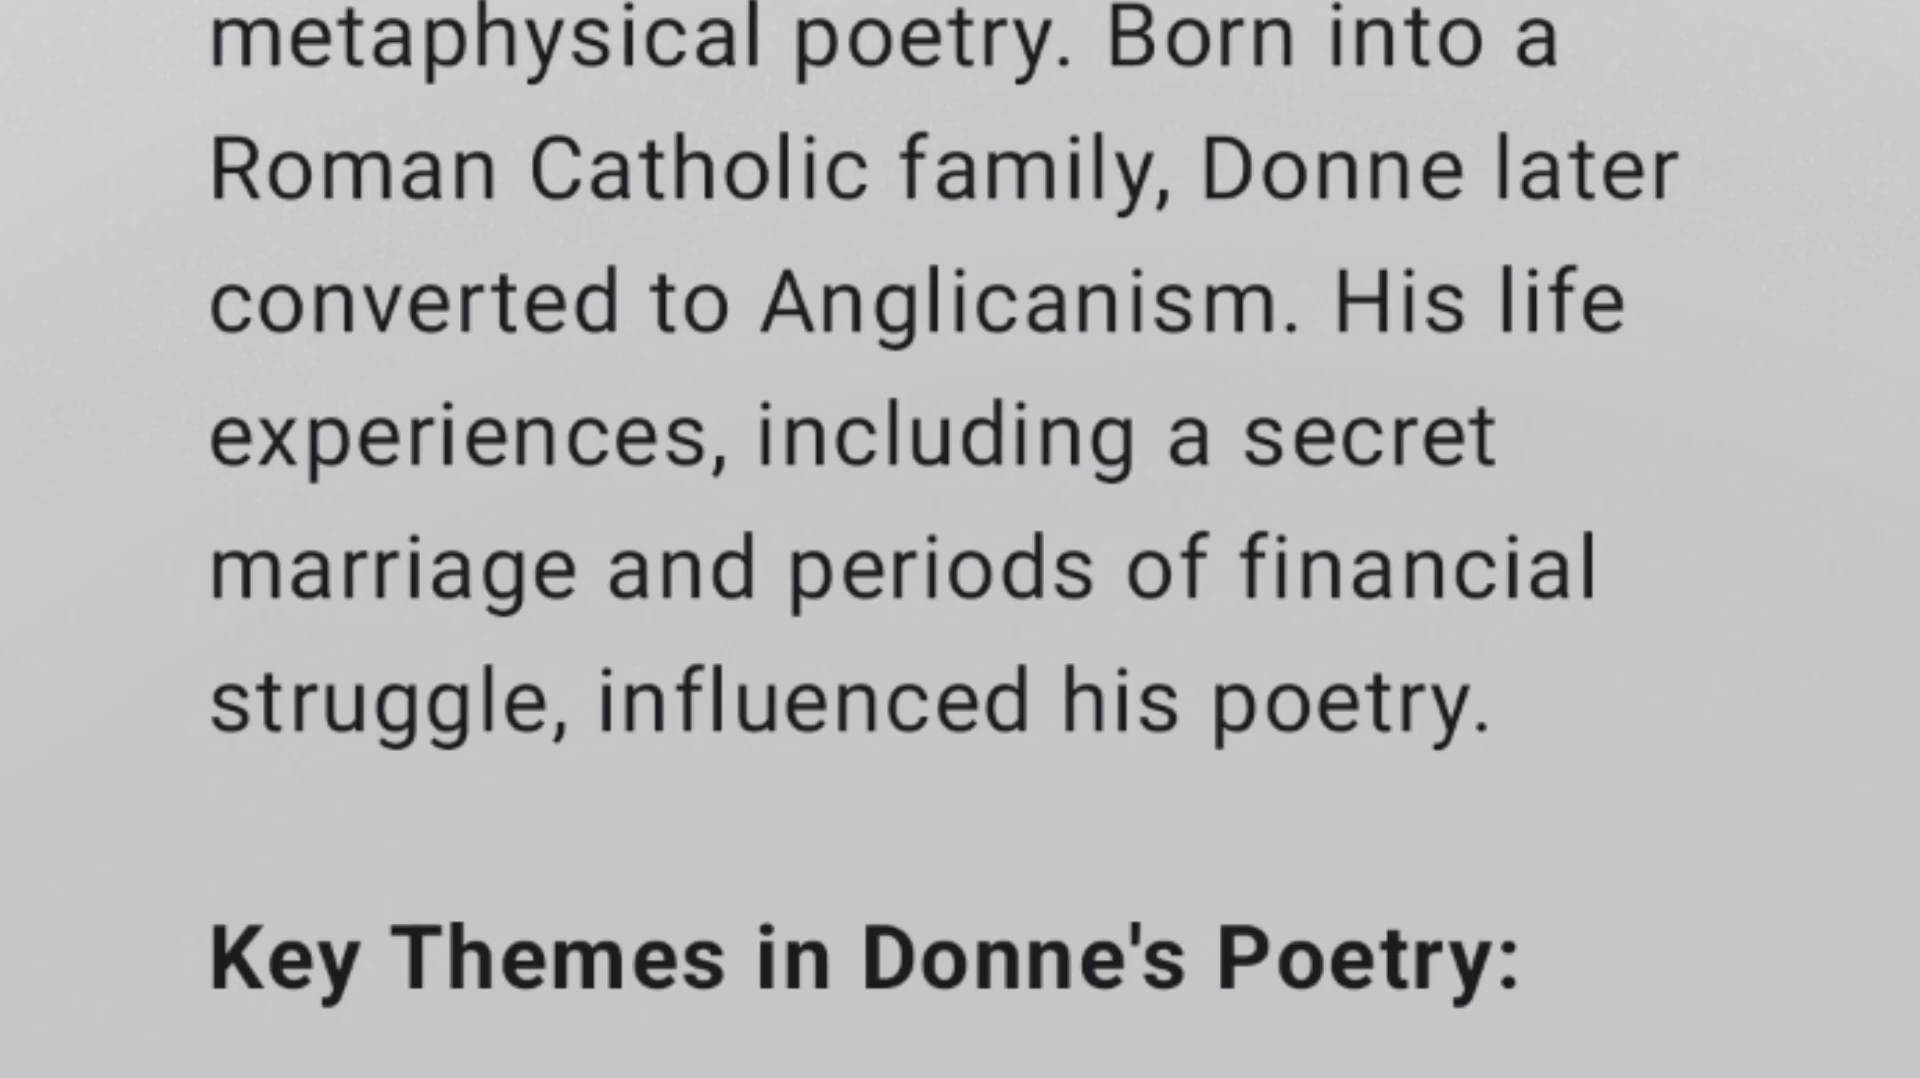 metaphysical poetry. Born into a
Roman Catholic family, Donne later
converted to Anglicanism. His life
experiences, including a secret
marriage and periods of financial
struggle, influenced his poetry.
Key Themes in Donne's Poetry: